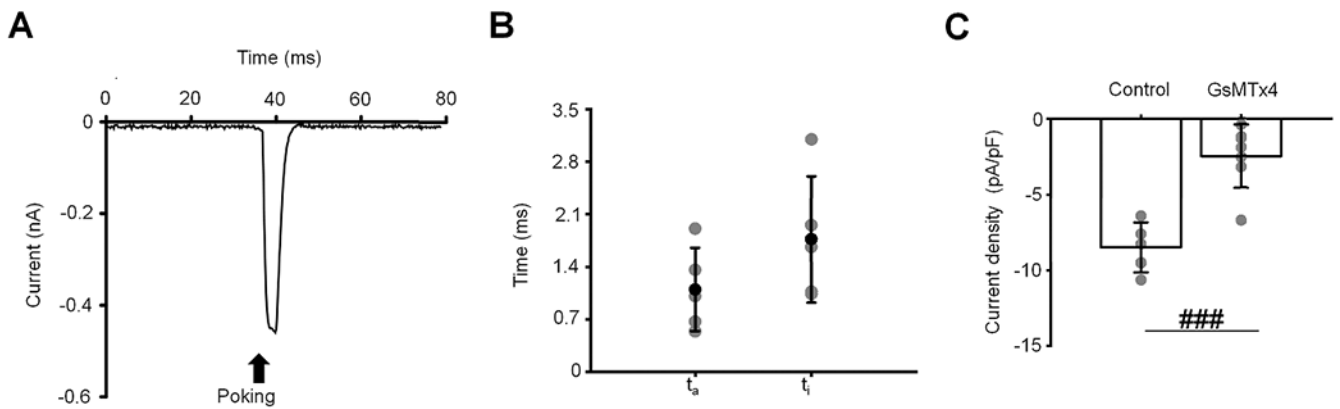 A
Time (ms)
0 20 40 60 80
0
-0.2
-0.4
-0.6
Current (nA)
Poking
B
3.5
2.8
2.1
1.4
0.7
0
Time (ms)
ta ti
C
Control GsMTx4
0
-5
-10
-15
Current density (pA/pF)
###